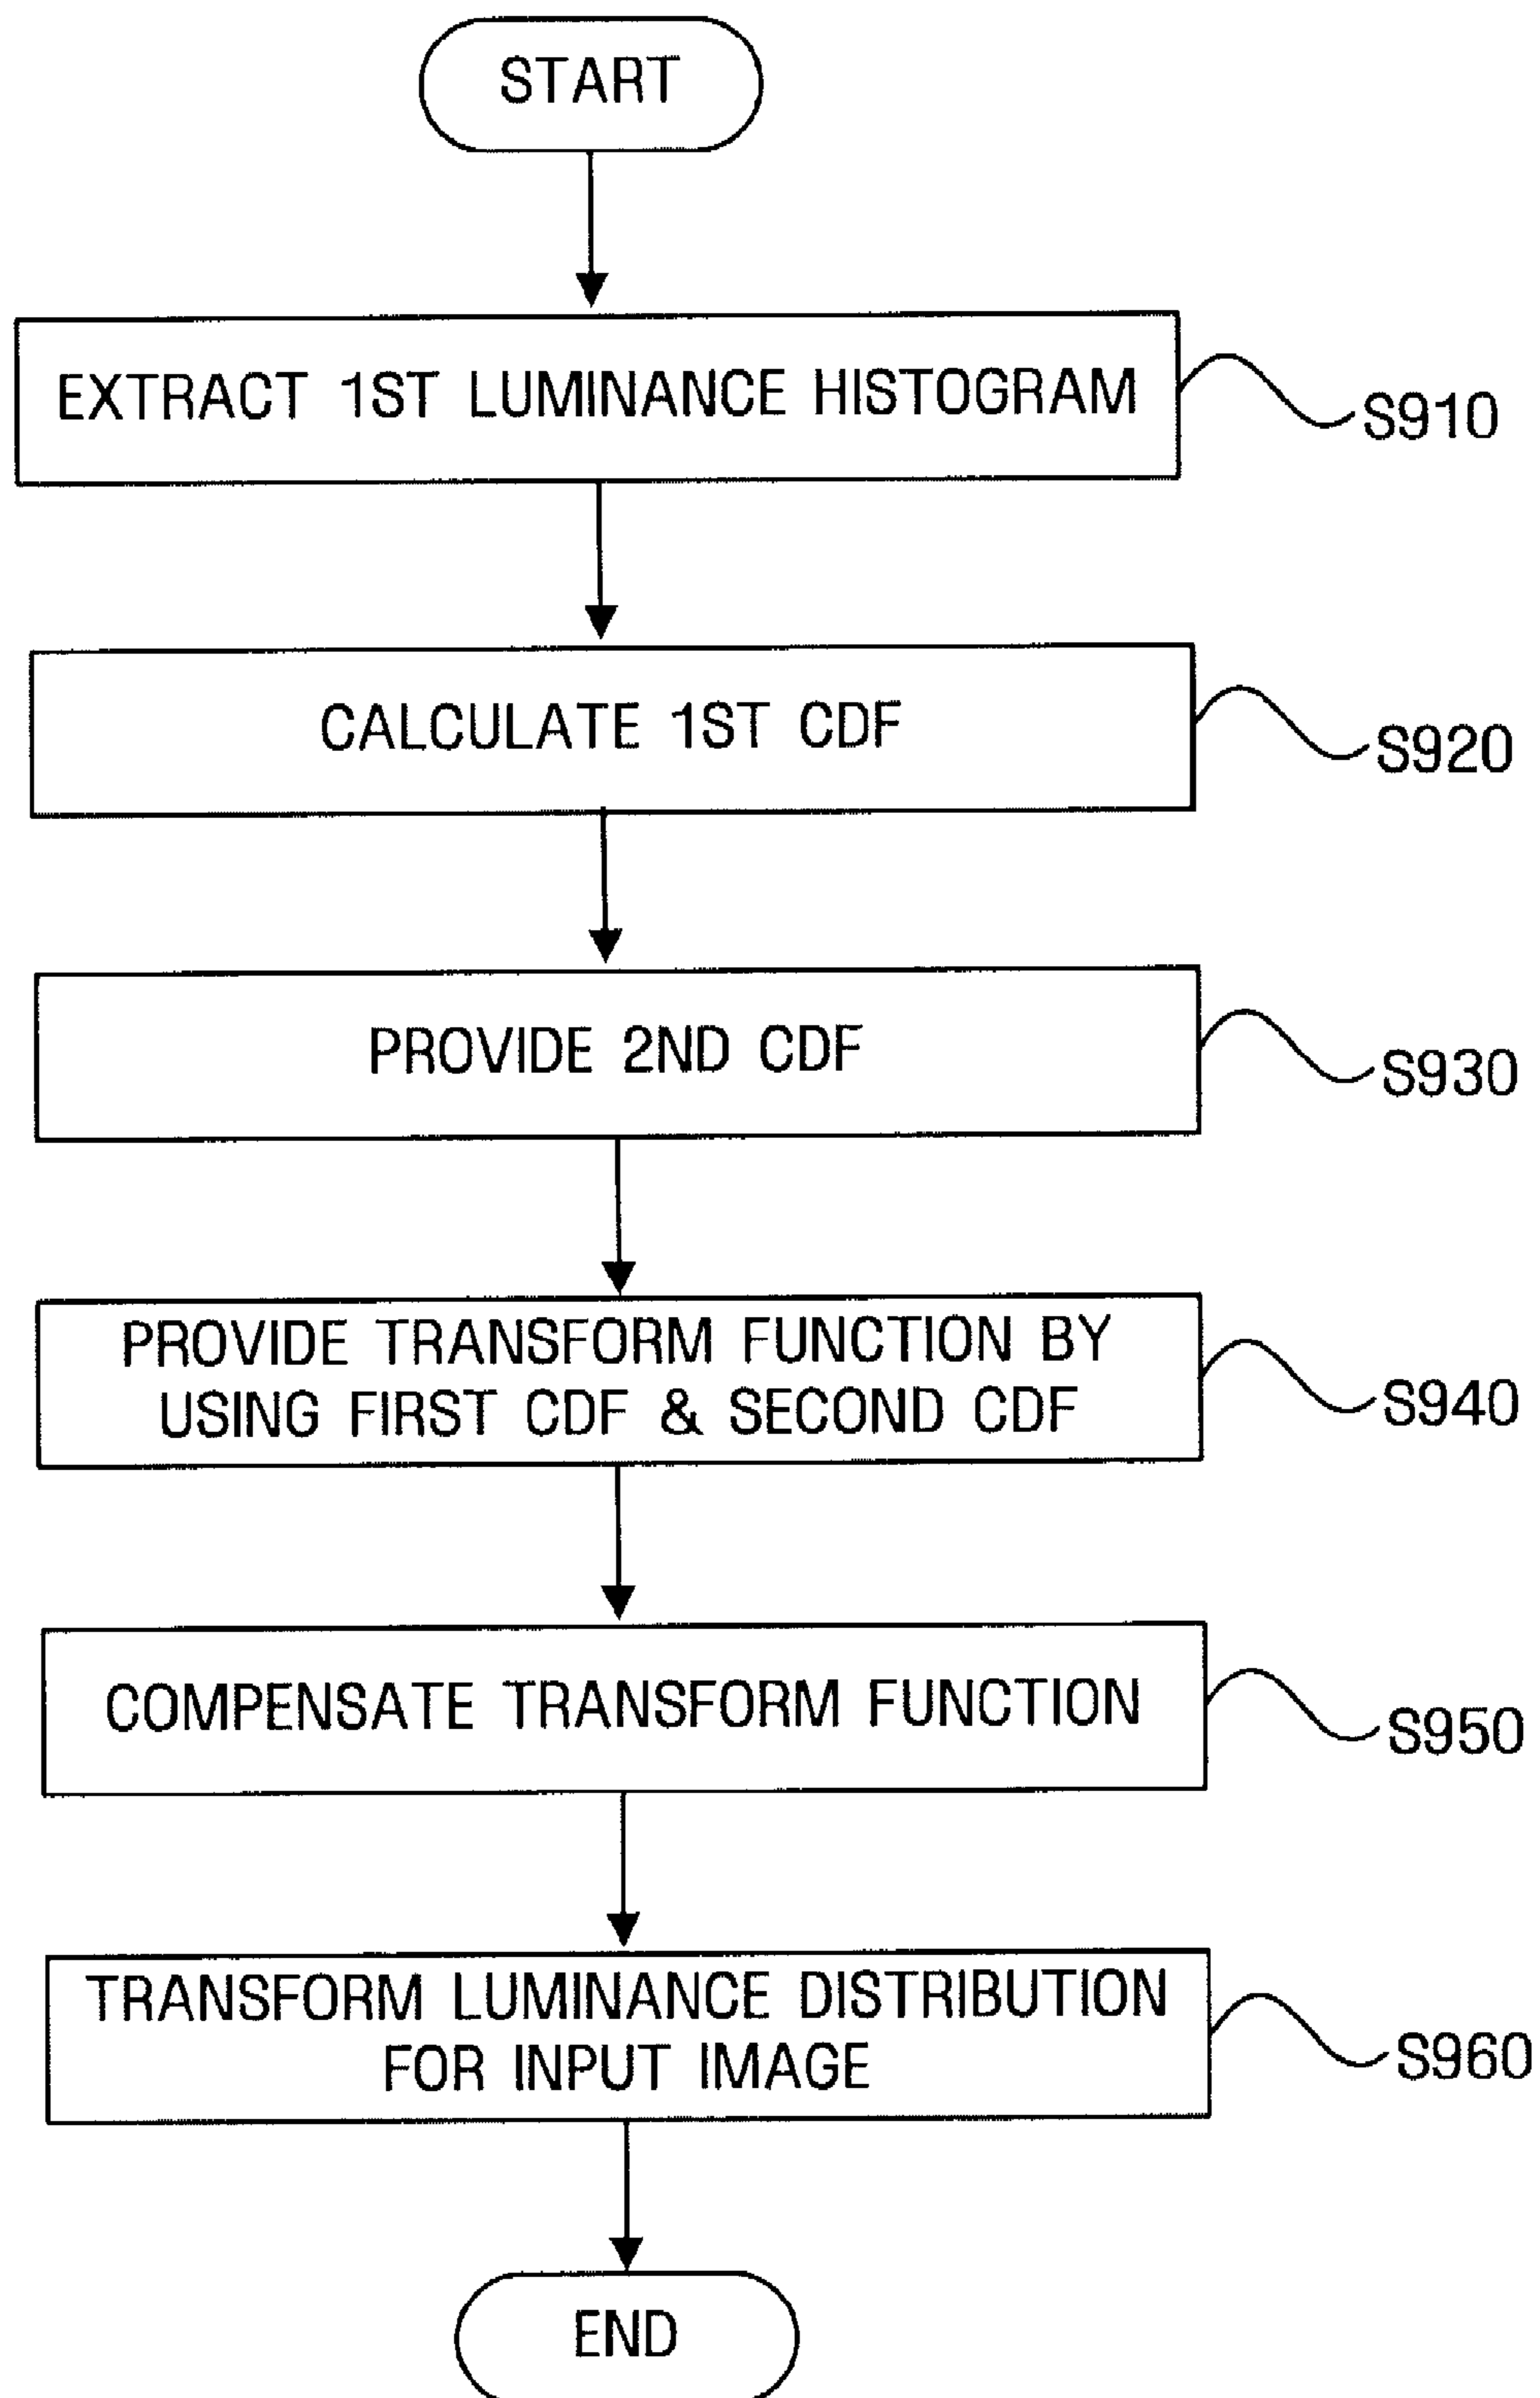 START
EXTRACT 1ST LUMINANCE HISTOGRAM
S910
CALCULATE 1ST CDF
S920
PROVIDE 2ND CDF
S930
PROVIDE TRANSFORM FUNCTION BY
USING FIRST CDF & SECOND CDF
S940
COMPENSATE TRANSFORM FUNCTION
S950
TRANSFORM LUMINANCE DISTRIBUTION
FOR INPUT IMAGE
S960
END